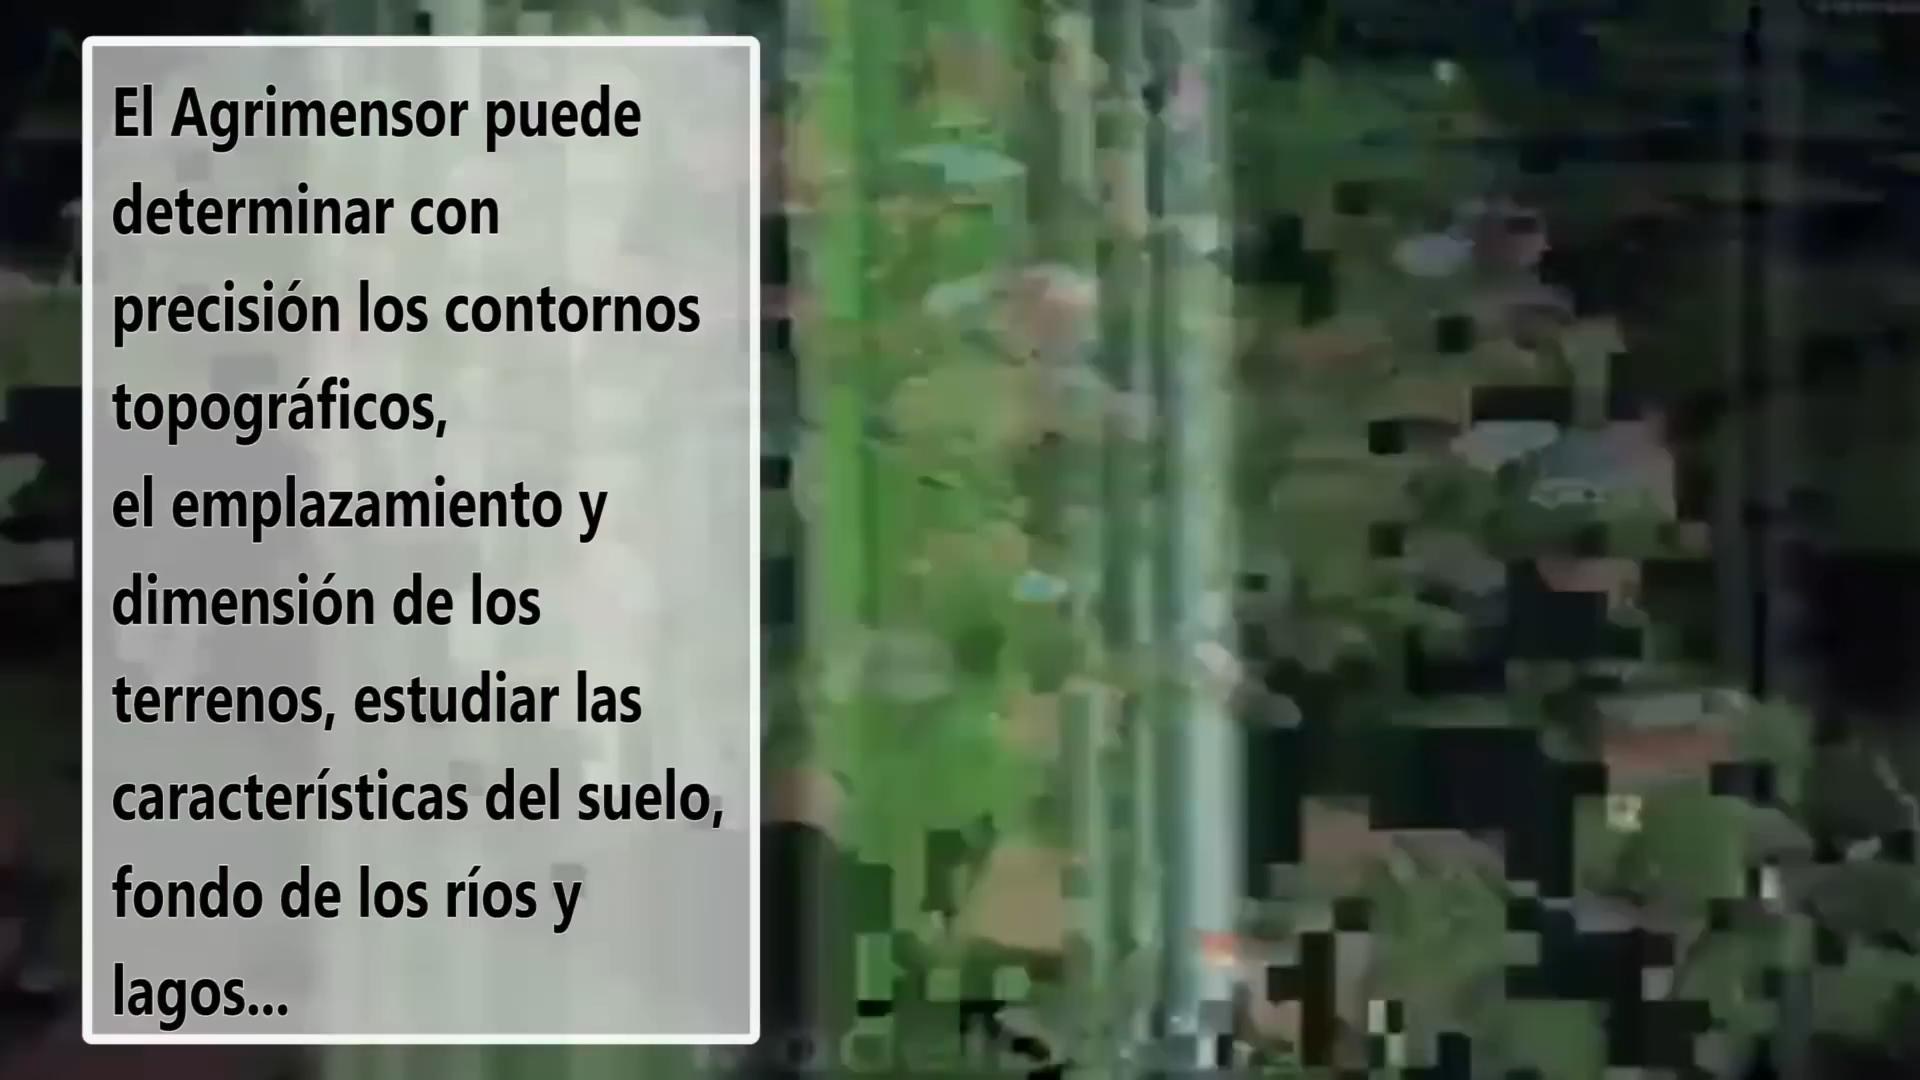 El Agrimensor puede
determinar con
precisión los contornos
topográficos,
el emplazamiento y
dimensión de los
terrenos, estudiar las
características del suelo,
fondo de los ríos y
lagos...